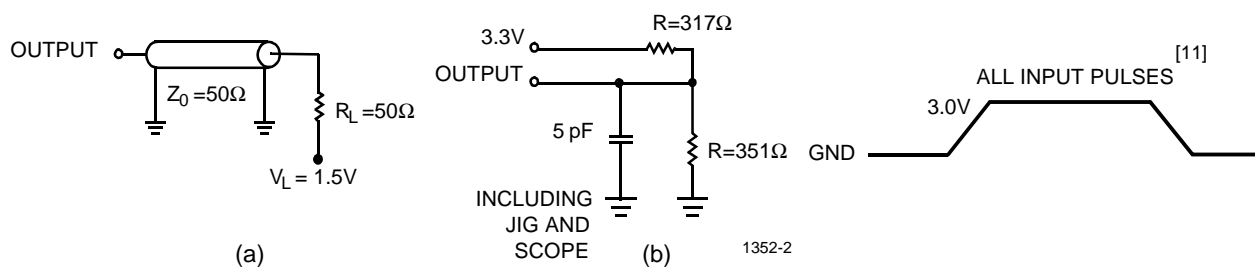 OUTPUT
Z0 =50Ω
RL =50Ω
VL = 1.5V
(a)
R=317Ω
3.3V
OUTPUT
5 pF
R=351Ω
INCLUDING
JIG AND
SCOPE
(b)
1352-2
ALL INPUT PULSES [11]
3.0V
GND